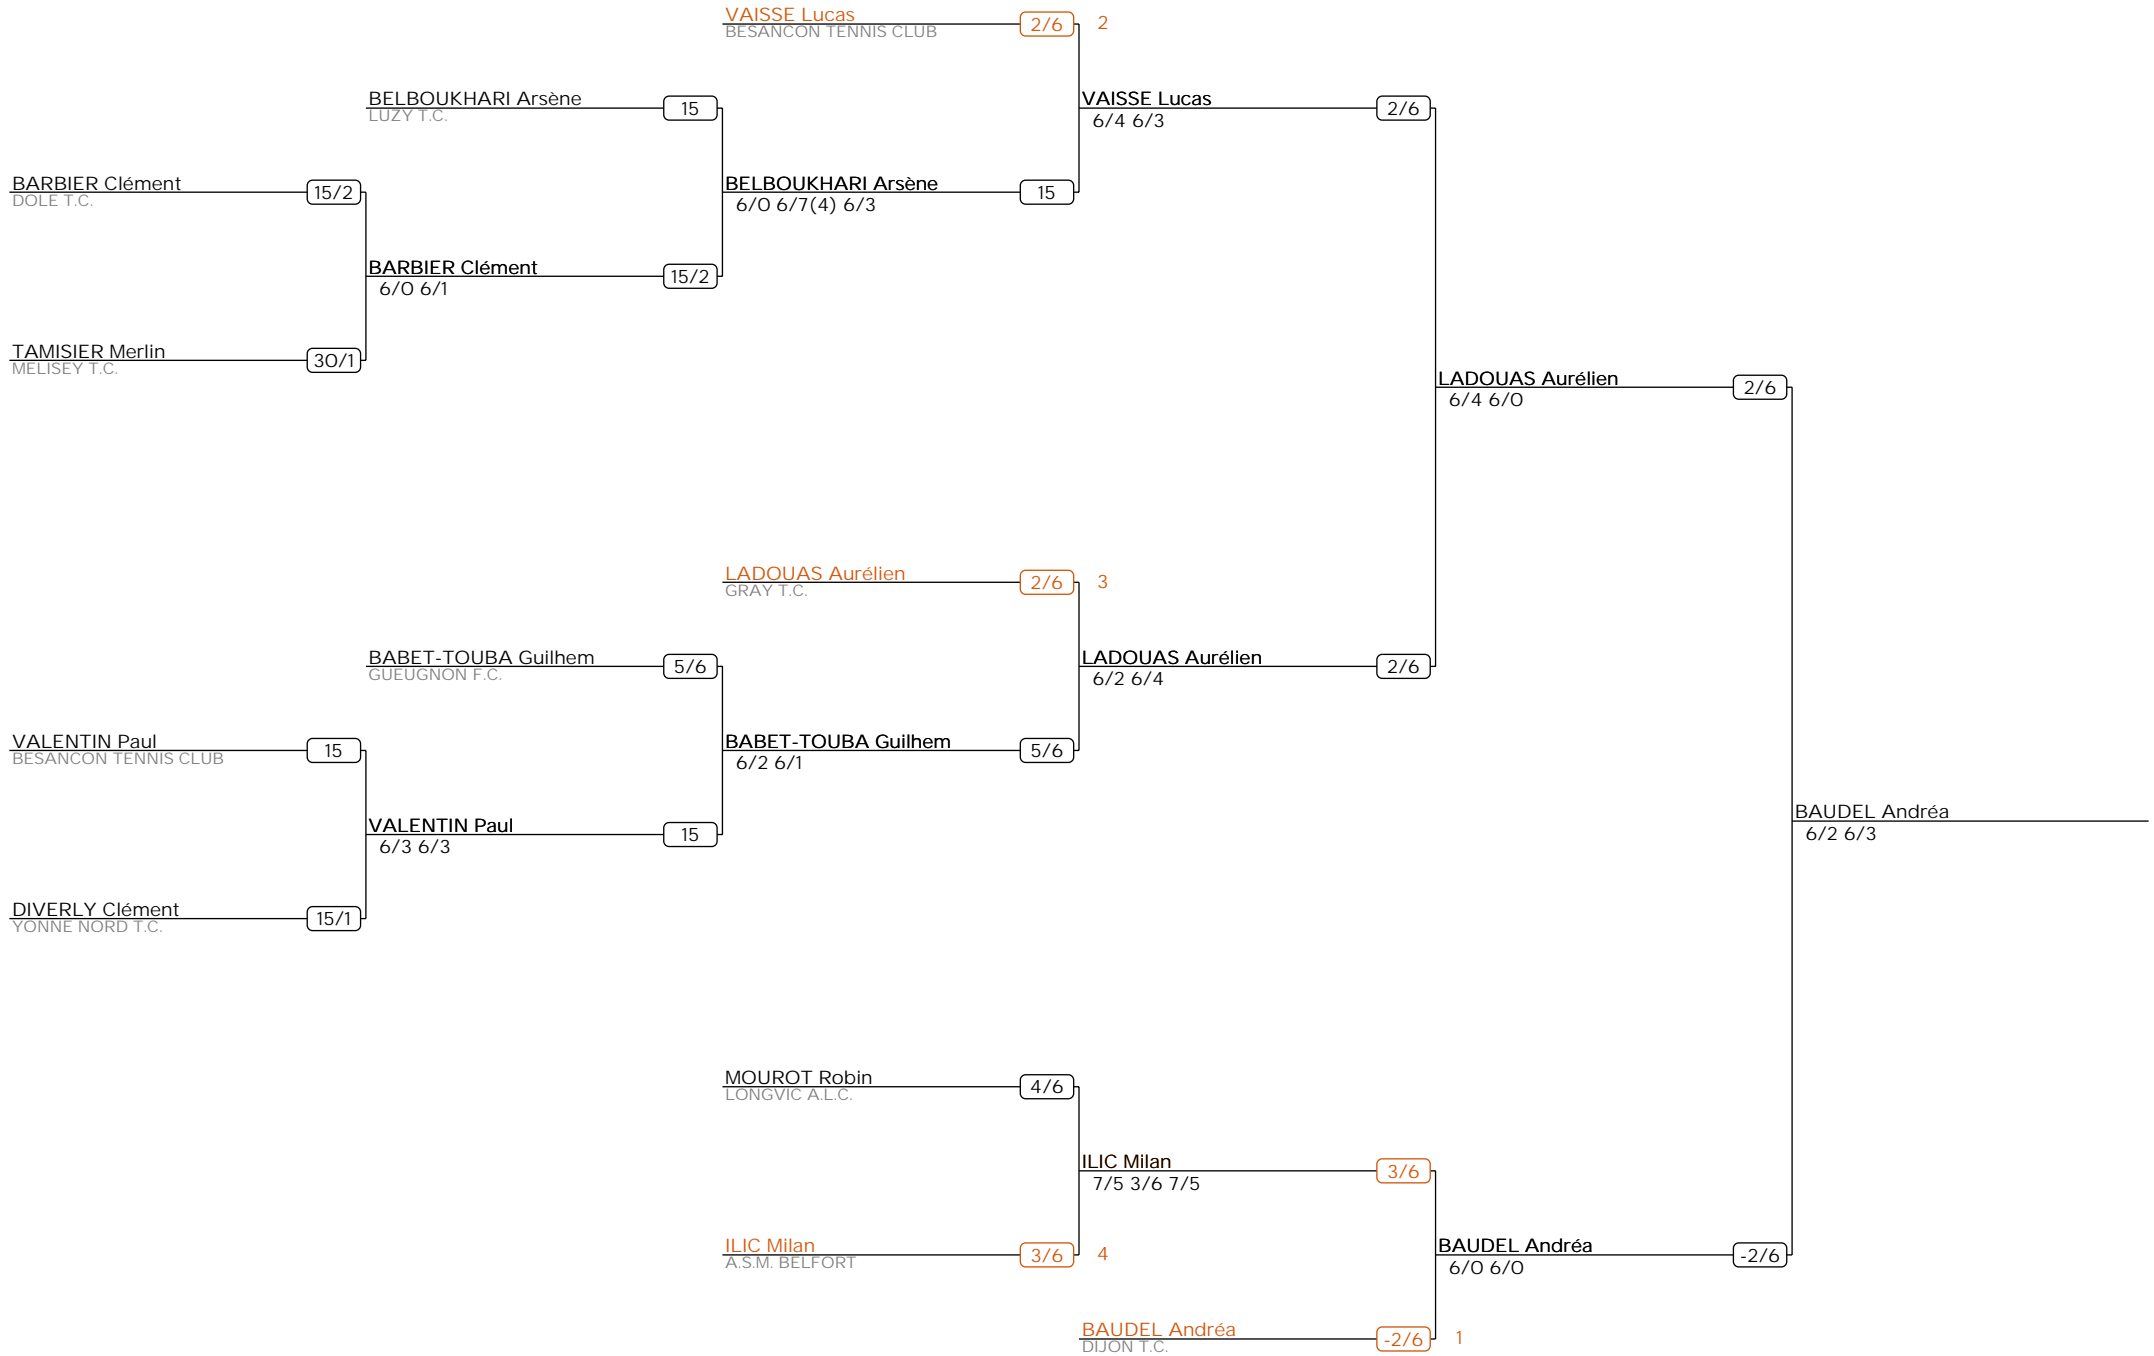 VAISSE Lucas
2/6
2
BESANCON TENNIS CLUB
BELBOUKHARI Arsène
15
LUZY T.C.
VAISSE Lucas
2/6
6/4 6/3
BARBIER Clément
15/2
DOLE T.C.
BELBOUKHARI Arsène
15
6/0 6/7(4) 6/3
BARBIER Clément
15/2
6/0 6/1
TAMISIER Merlin
30/1
MELISEY T.C.
LADOUAS Aurélien
2/6
6/4 6/0
LADOUAS Aurélien
2/6
3
GRAY T.C.
BABET-TOUBA Guilhem
5/6
GUEUGNON F.C.
LADOUAS Aurélien
2/6
6/2 6/4
VALENTIN Paul
15
BESANCON TENNIS CLUB
BABET-TOUBA Guilhem
5/6
6/2 6/1
VALENTIN Paul
15
6/3 6/3
BAUDEL Andréa
6/2 6/3
DIVERLY Clément
15/1
YONNE NORD T.C.
MOUROT Robin
4/6
LONGVIC A.L.C.
ILIC Milan
3/6
7/5 3/6 7/5
ILIC Milan
3/6
4
A.S.M. BELFORT
BAUDEL Andréa
-2/6
6/0 6/0
BAUDEL Andréa
-2/6
1
DIJON T.C.